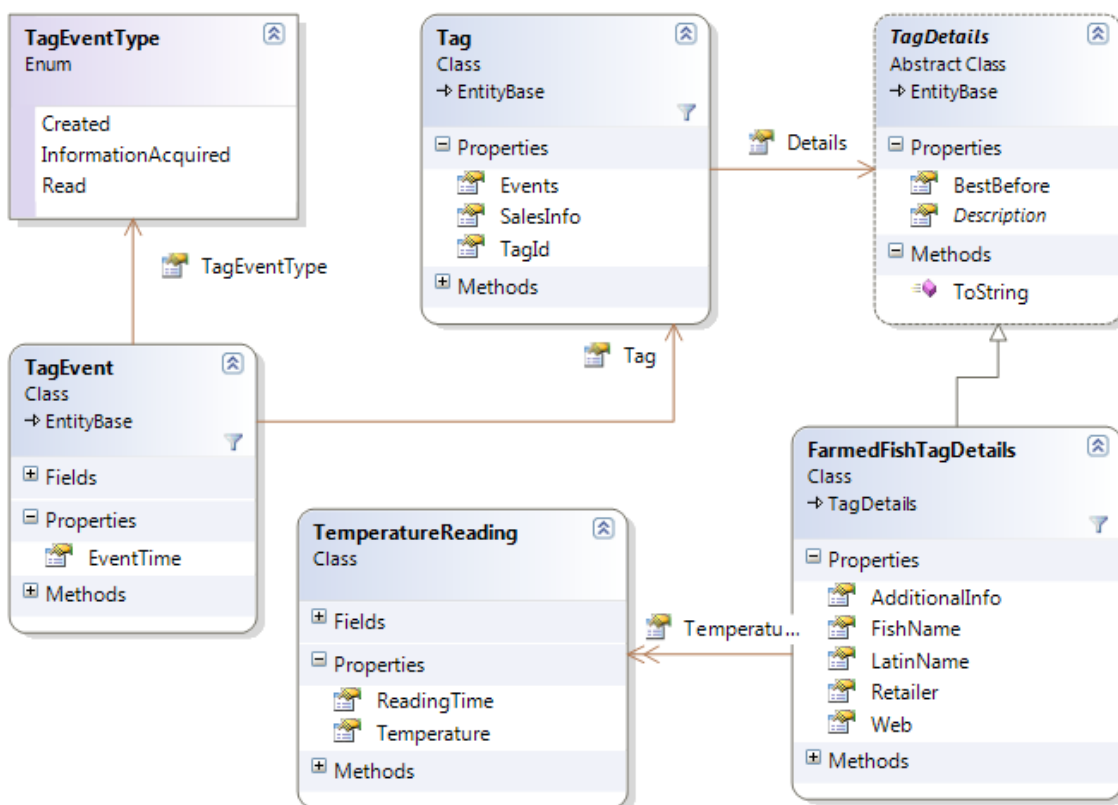 TagEventType
Enum
Created
InformationAcquired
Read
TagEventType
Tag
Class
EntityBase
Properties
Events
SalesInfo
TagId
Methods
Details
TagDetails
Abstract Class
EntityBase
Properties
BestBefore
Description
Methods
ToString
Tag
TagEvent
Class
EntityBase
Fields
Properties
EventTime
Methods
TemperatureReading
Class
Fields
Properties
ReadingTime
Temperature
Methods
Temperatu...
FarmedFishTagDetails
Class
TagDetails
Properties
AdditionalInfo
FishName
LatinName
Retailer
Web
Methods